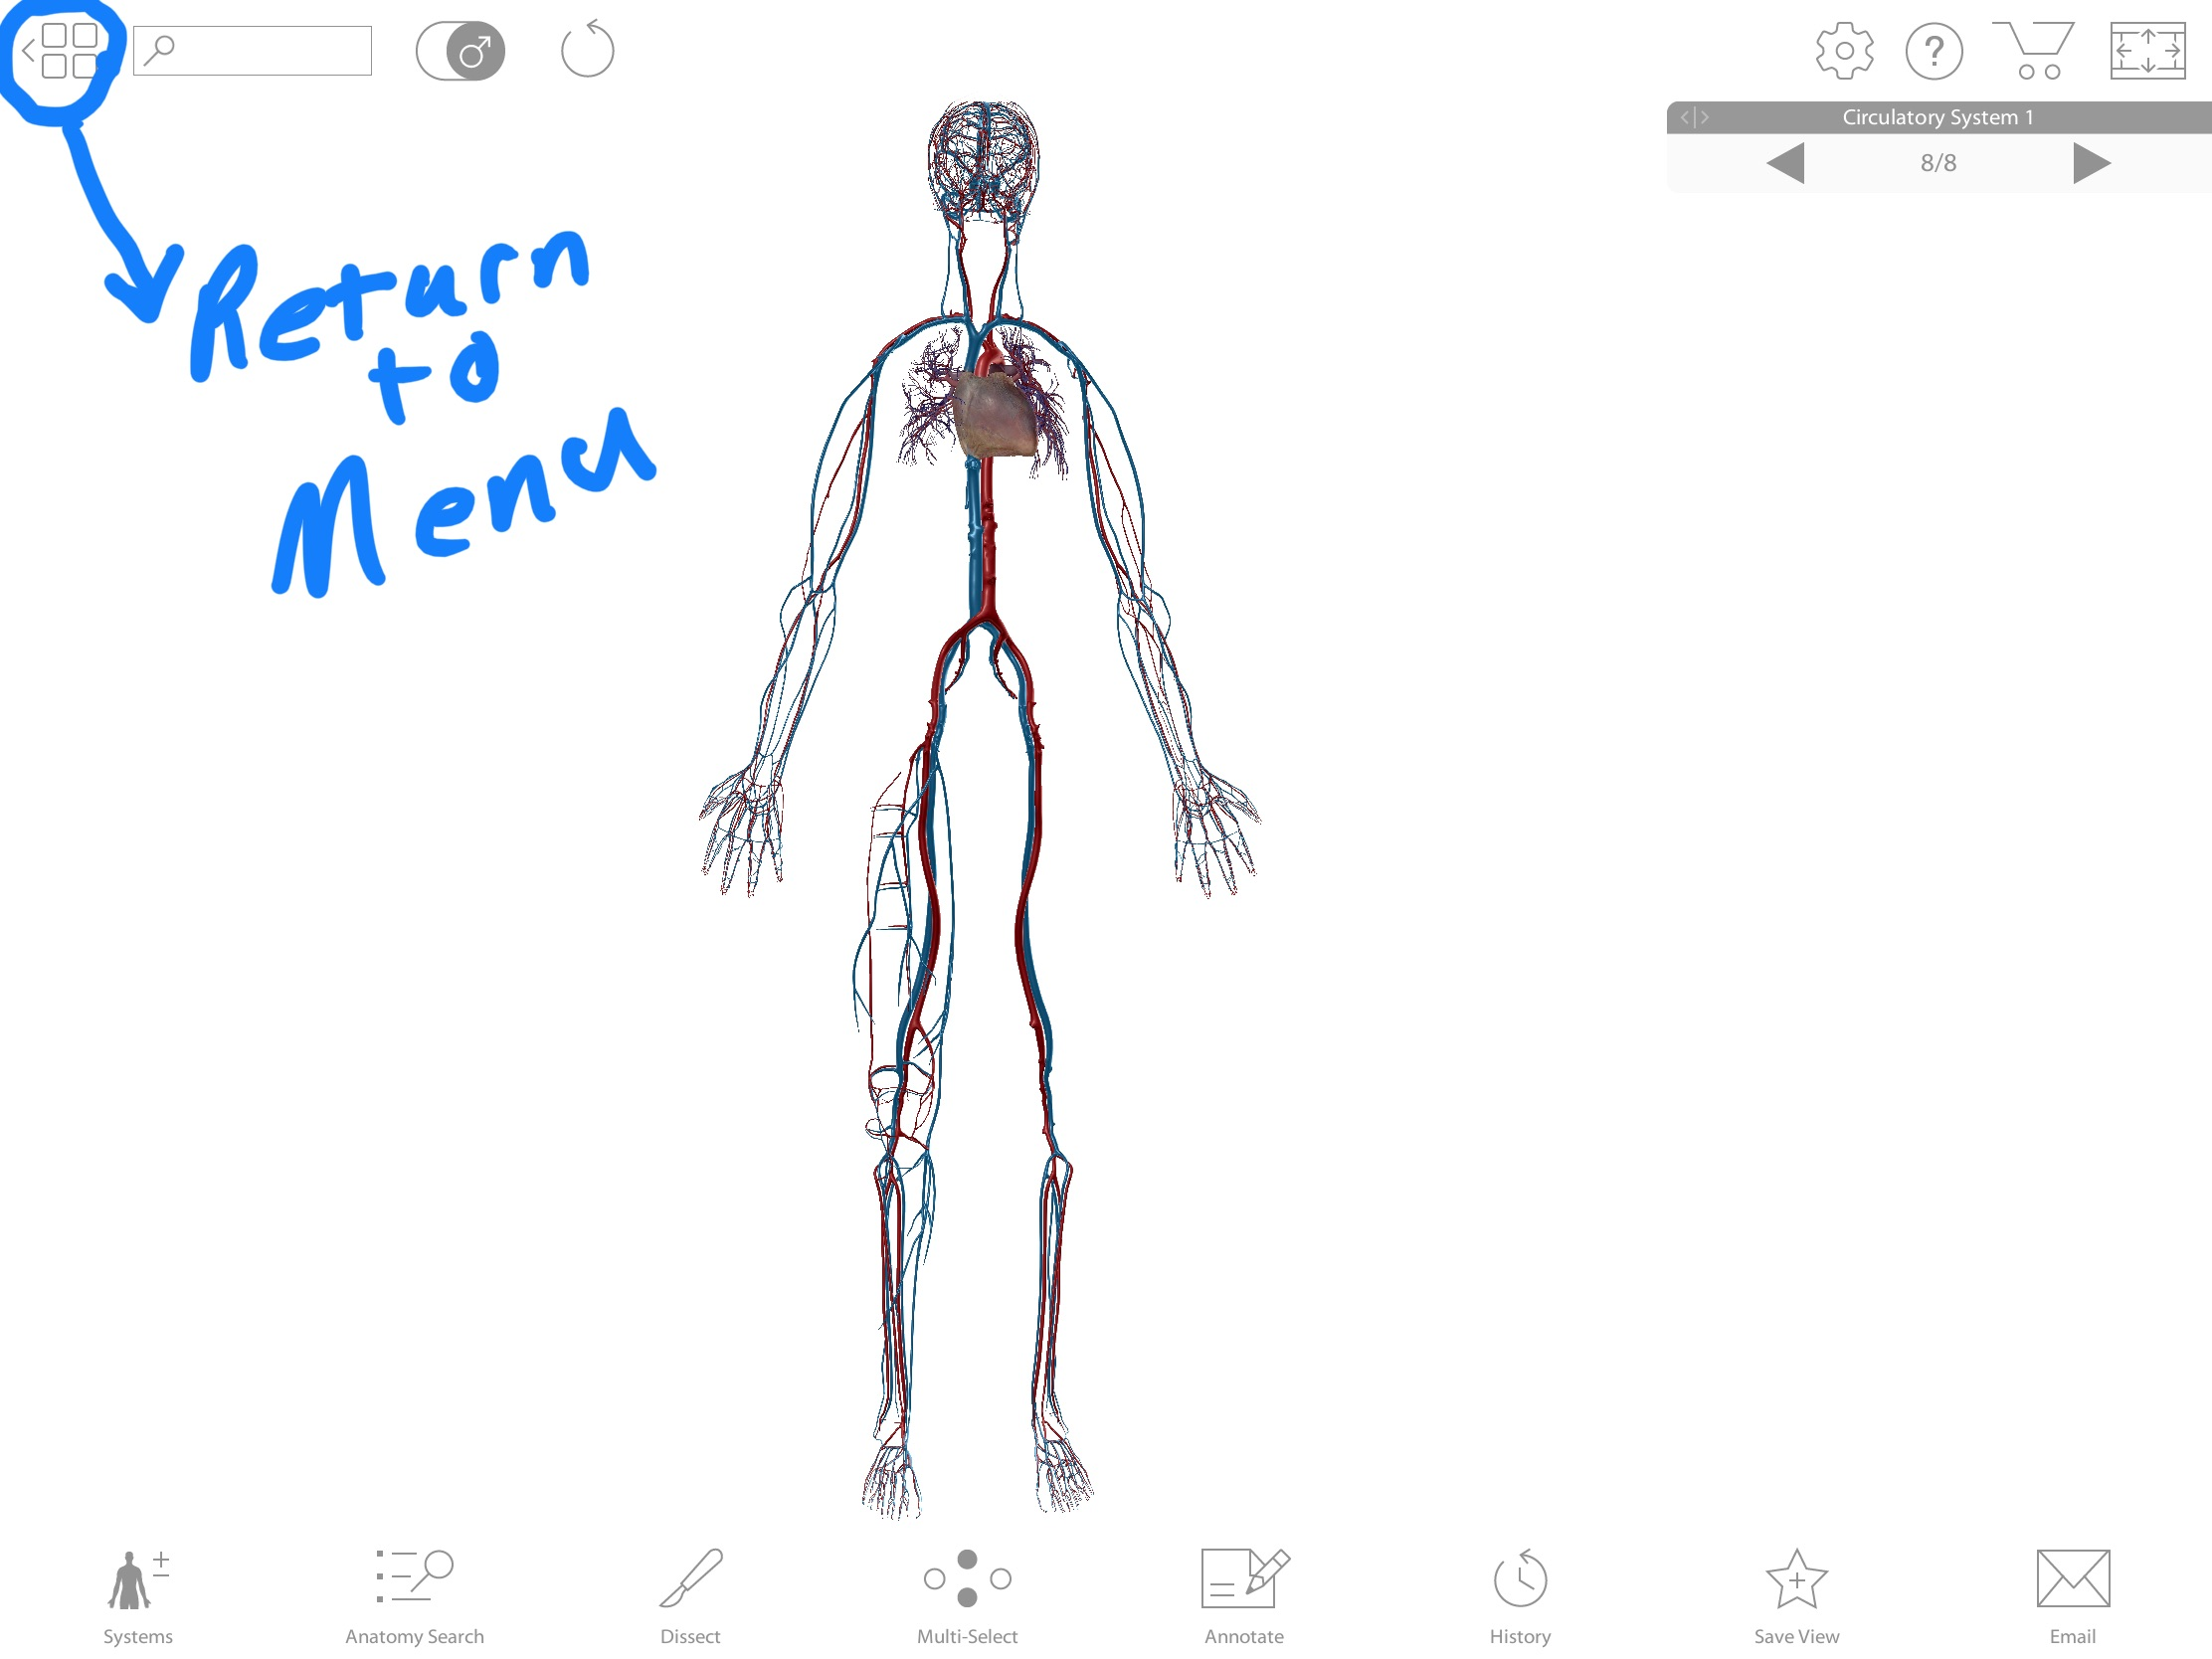 Circulatory System 1
8/8
Return
to
Menu
Systems
Anatomy Search
Dissect
Multi-Select
Annotate
History
Save View
Email